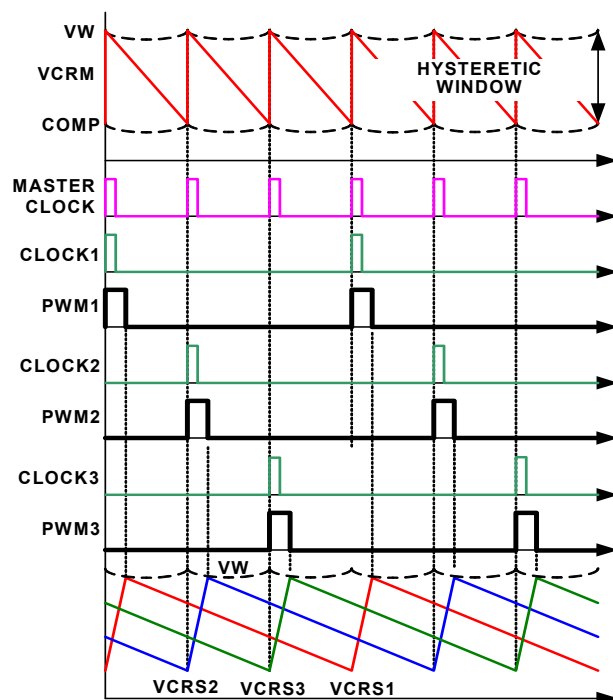 VW
VCRM
HYSTERETIC
WINDOW
COMP
MASTER
CLOCK
CLOCK1
PWM1
CLOCK2
PWM2
CLOCK3
PWM3
VW
VCRS2
VCRS3
VCRS1